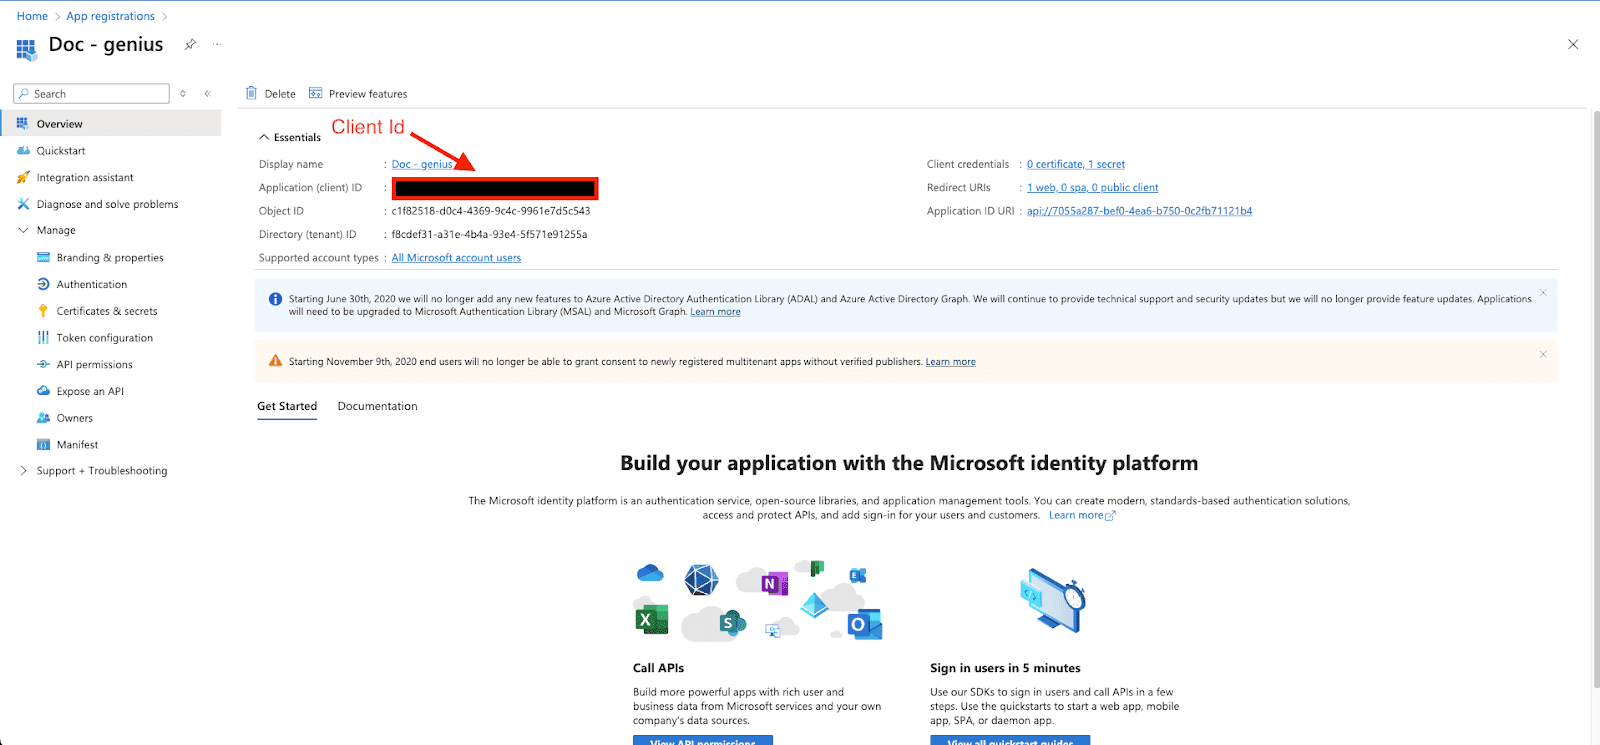 Home > App registrations >
Doc - genius
Search
Overview
Quickstart
Integration assistant
Diagnose and solve problems
Manage
Branding & properties
Authentication
Certificates & secrets
Token configuration
API permissions
Expose an API
Owners
Manifest
Support + Troubleshooting
Delete
Preview features
Client Id
Essentials
Display name : Doc - genius
Application (client) ID :
Object ID : c1f82518-d0c4-4369-9c4c-9961e7d5c543
Directory (tenant) ID : f8cdef31-a31e-4b4a-93e4-5f571e91255a
Supported account types : All Microsoft account users
Client credentials : 0 certificate, 1 secret
Redirect URIs : 1 web, 0 spa, 0 public client
Application ID URI : api://7055a287-bef0-4ea6-b750-0c2fb71121b4
Starting June 30th, 2020 we will no longer add any new features to Azure Active Directory Authentication Library (ADAL) and Azure Active Directory Graph. We will continue to provide technical support and security updates but we will no longer provide feature updates. Applications
will need to be upgraded to Microsoft Authentication Library (MSAL) and Microsoft Graph. Learn more
Starting November 9th, 2020 end users will no longer be able to grant consent to newly registered multitenant apps without verified publishers. Learn more
Get Started
Documentation
Build your application with the Microsoft identity platform
The Microsoft identity platform is an authentication service, open-source libraries, and application management tools. You can create modern, standards-based authentication solutions,
access and protect APIs, and add sign-in for your users and customers. Learn more
N
E
X
S
O
Call APIs
Build more powerful apps with rich user and
business data from Microsoft services and your own
company's data sources.
View API permissions
Sign in users in 5 minutes
Use our SDKs to sign in users and call APIs in a few
steps. Use the quickstarts to start a web app, mobile
app, SPA, or daemon app.
View all quickstart guides